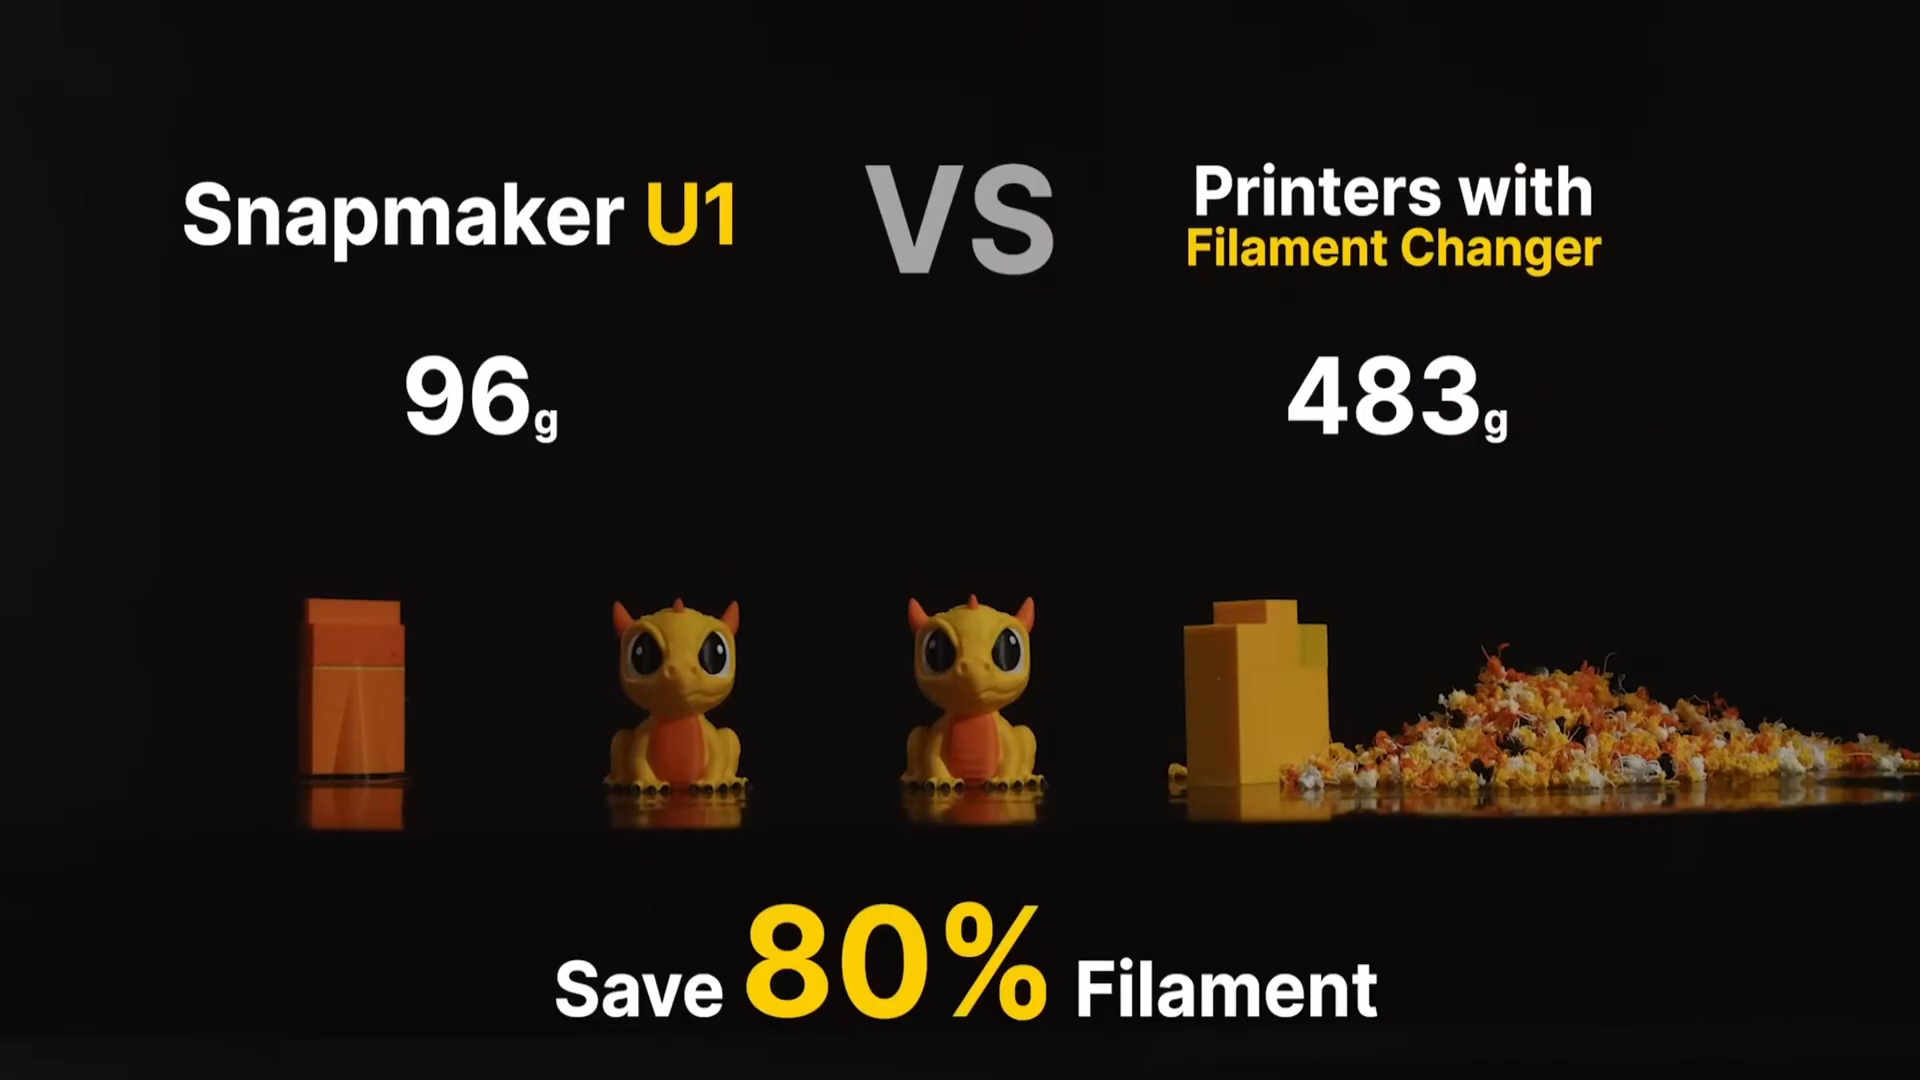 Snapmaker U1
VS
Printers with
Filament Changer
96g
483g
Save 80% Filament